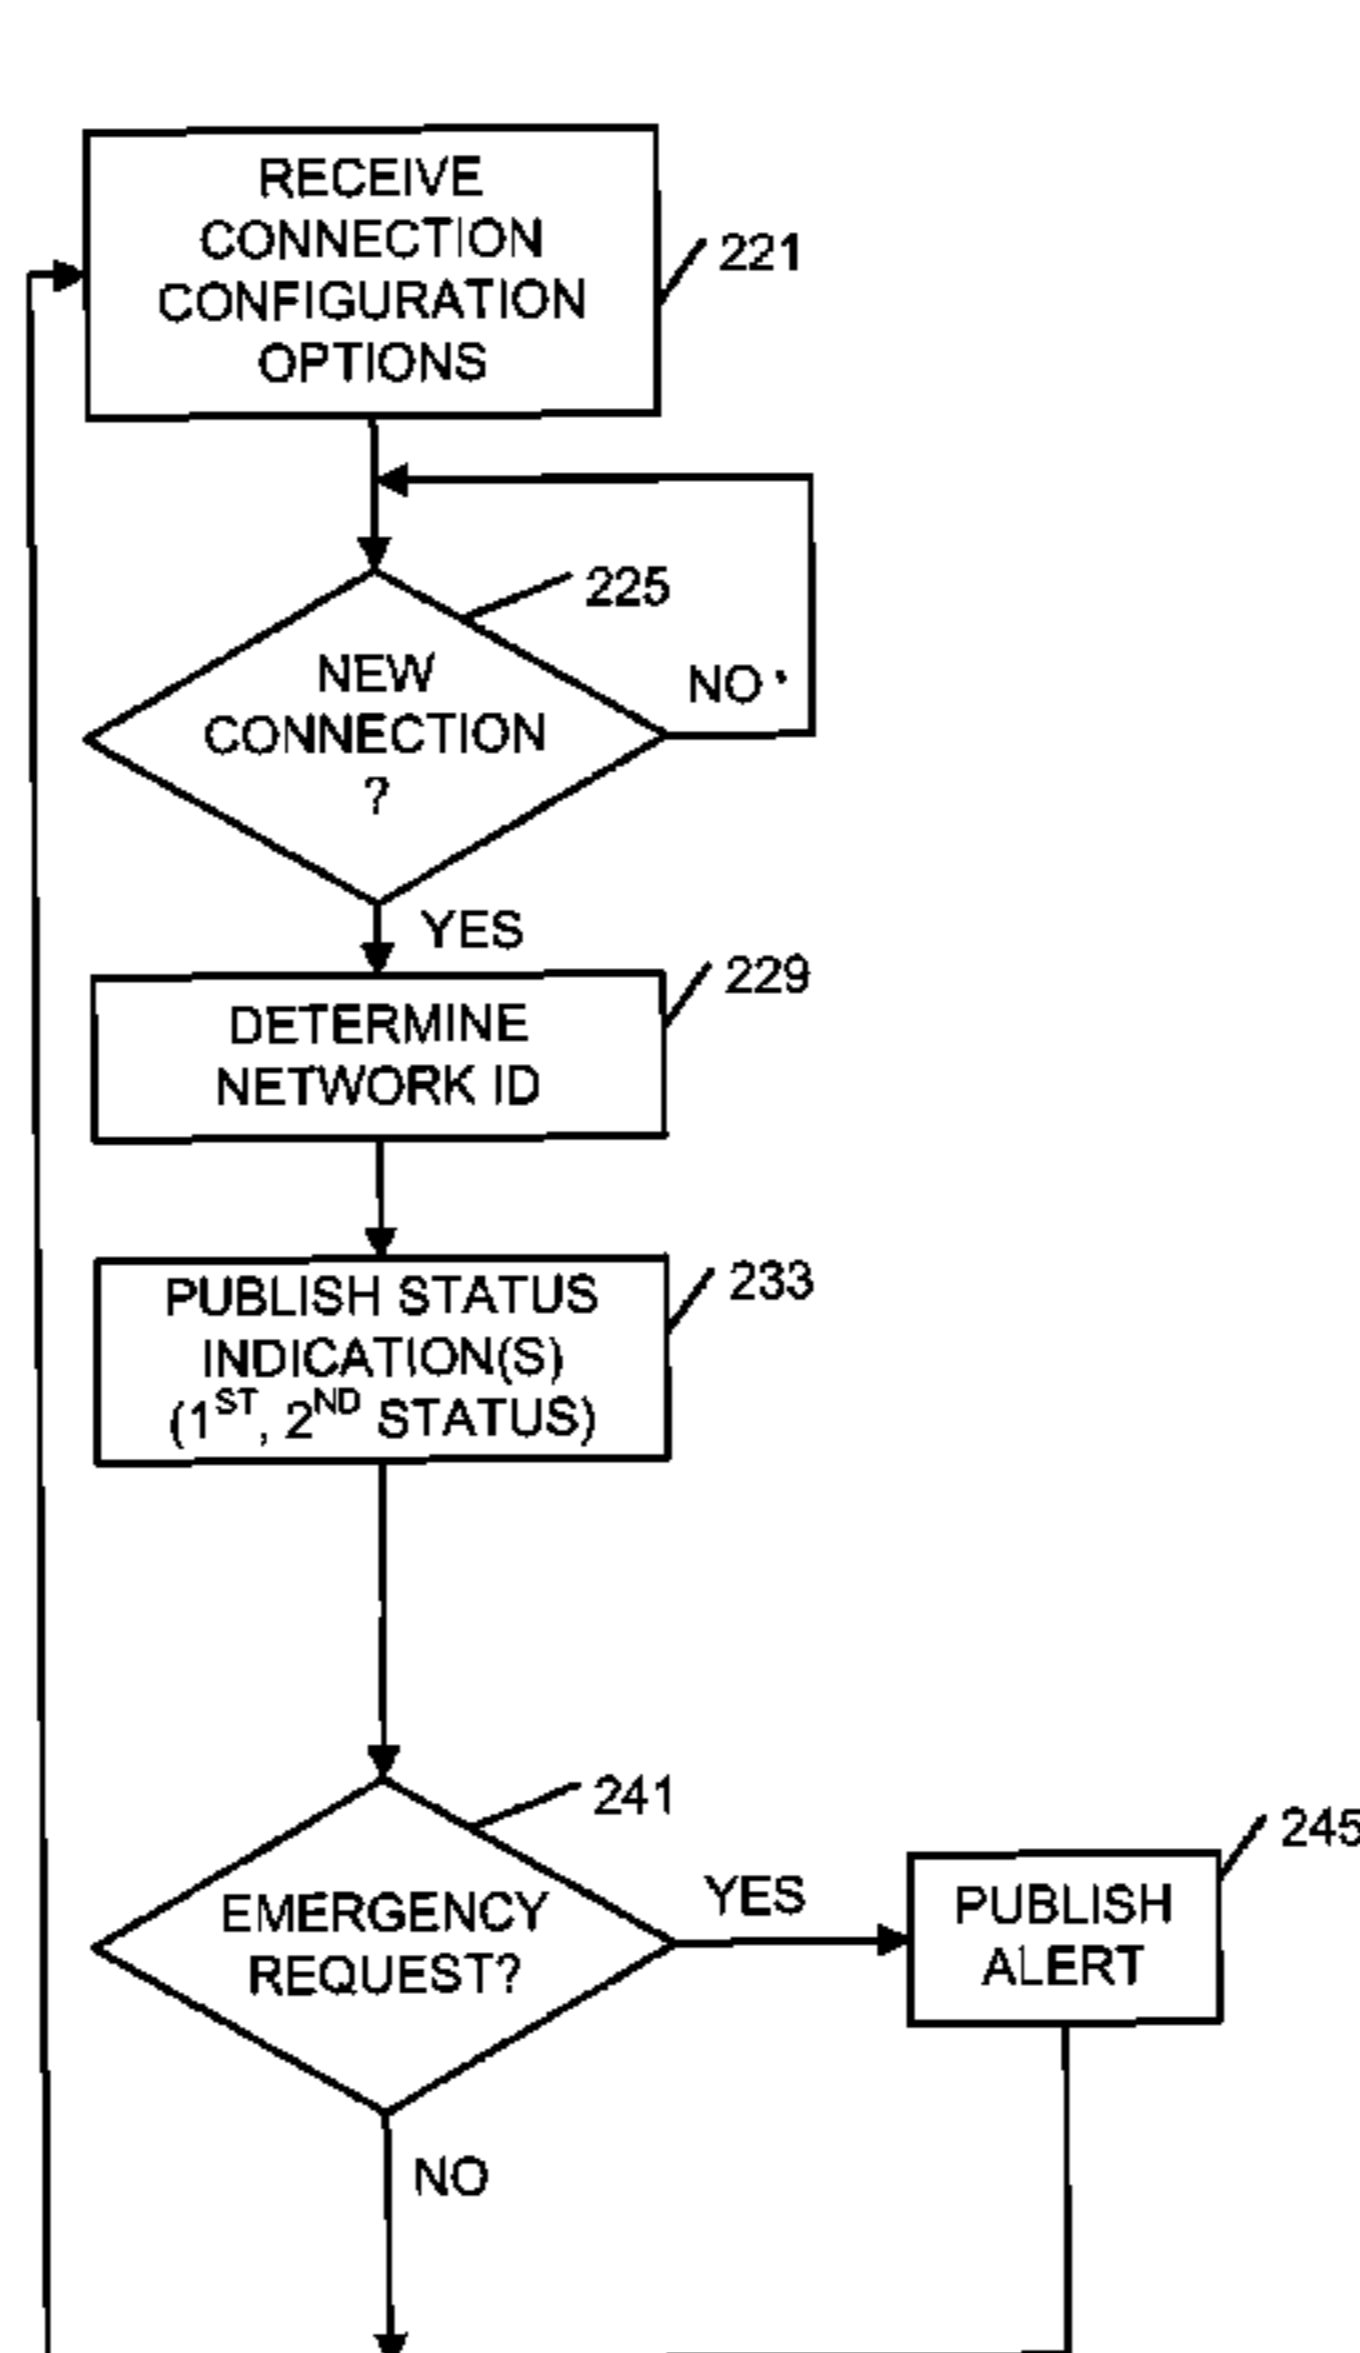 RECEIVE
CONNECTION
CONFIGURATION
OPTIONS
221
225
NEW
CONNECTION
?
NO
YES
229
DETERMINE
NETWORK ID
233
PUBLISH STATUS
INDICATION(S)
(1ST, 2ND STATUS)
241
EMERGENCY
REQUEST?
YES
245
PUBLISH
ALERT
NO